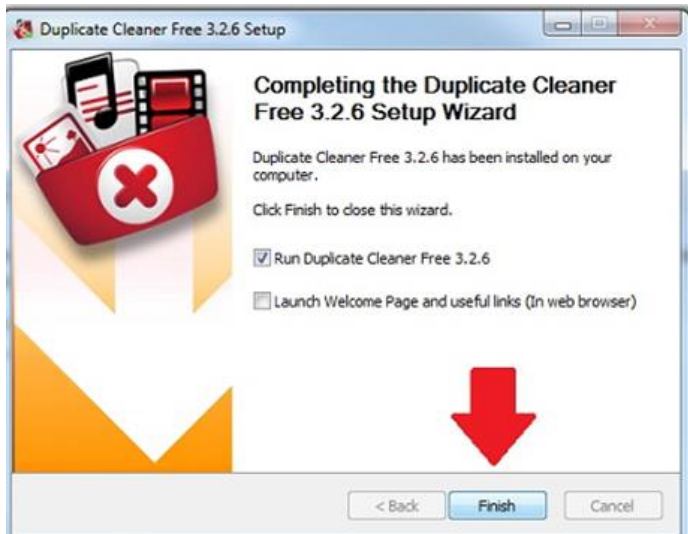 Duplicate Cleaner Free 3.2.6 Setup
Completing the Duplicate Cleaner
Free 3.2.6 Setup Wizard
Duplicate Cleaner Free 3.2.6 has been installed on your
computer.
Click Finish to close this wizard.
Run Duplicate Cleaner Free 3.2.6
Launch Welcome Page and useful links (In web browser)
< Back Finish Cancel